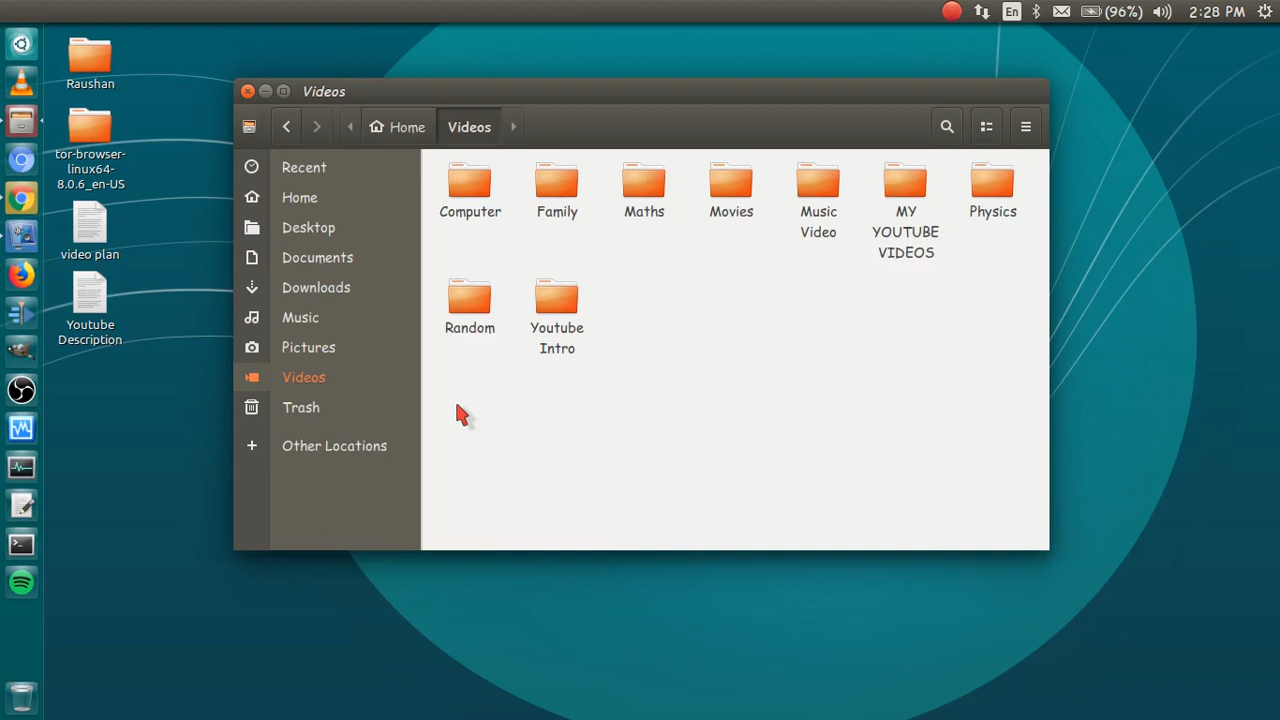 En
(96%)
2:28 PM
Raushan
tor-browser-
linux64-
8.0.6_en-US
video plan
Youtube
Description
Videos
Home
Videos
Recent
Home
Desktop
Documents
Downloads
Music
Pictures
Videos
Trash
Other Locations
Computer
Family
Maths
Movies
Music
Video
MY
YOUTUBE
VIDEOS
Physics
Random
Youtube
Intro